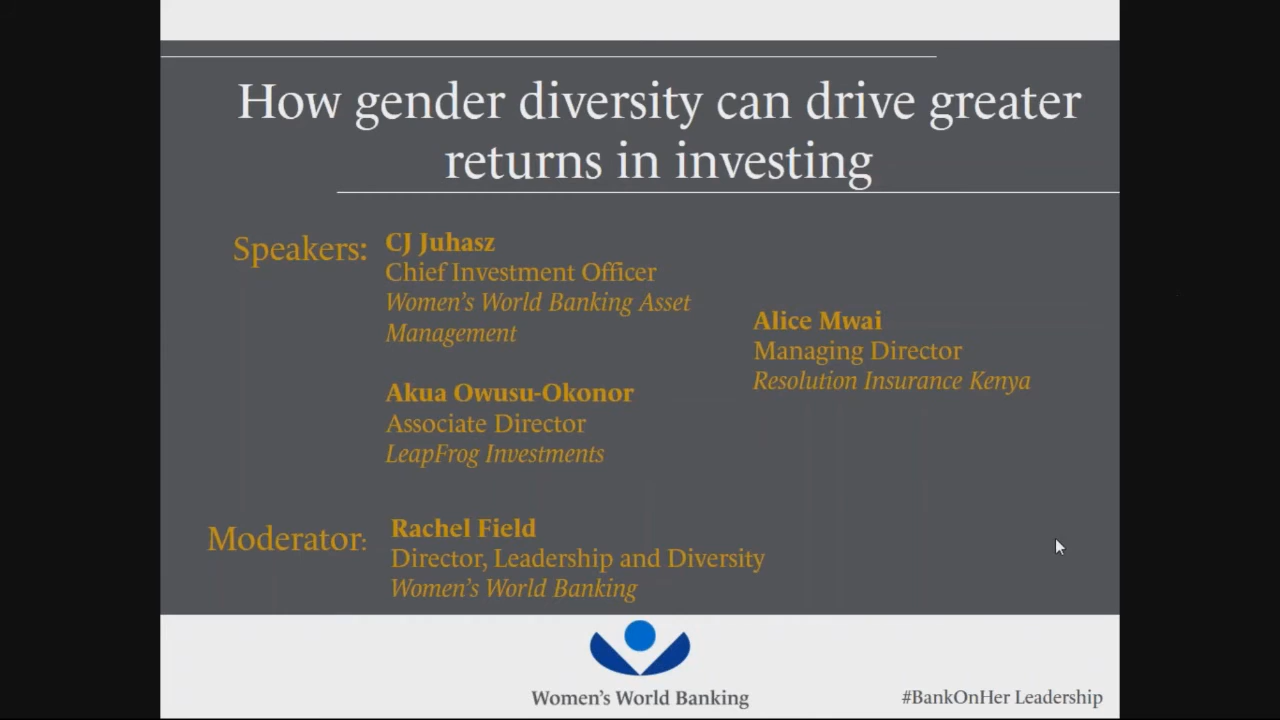 How gender diversity can drive greater
returns in investing
Speakers:
CJ Juhasz
Chief Investment Officer
Women's World Banking Asset
Management
Akua Owusu-Okonor
Associate Director
LeapFrog Investments
Alice Mwai
Managing Director
Resolution Insurance Kenya
Moderator:
Rachel Field
Director, Leadership and Diversity
Women's World Banking
Women's World Banking
#BankOnHer Leadership